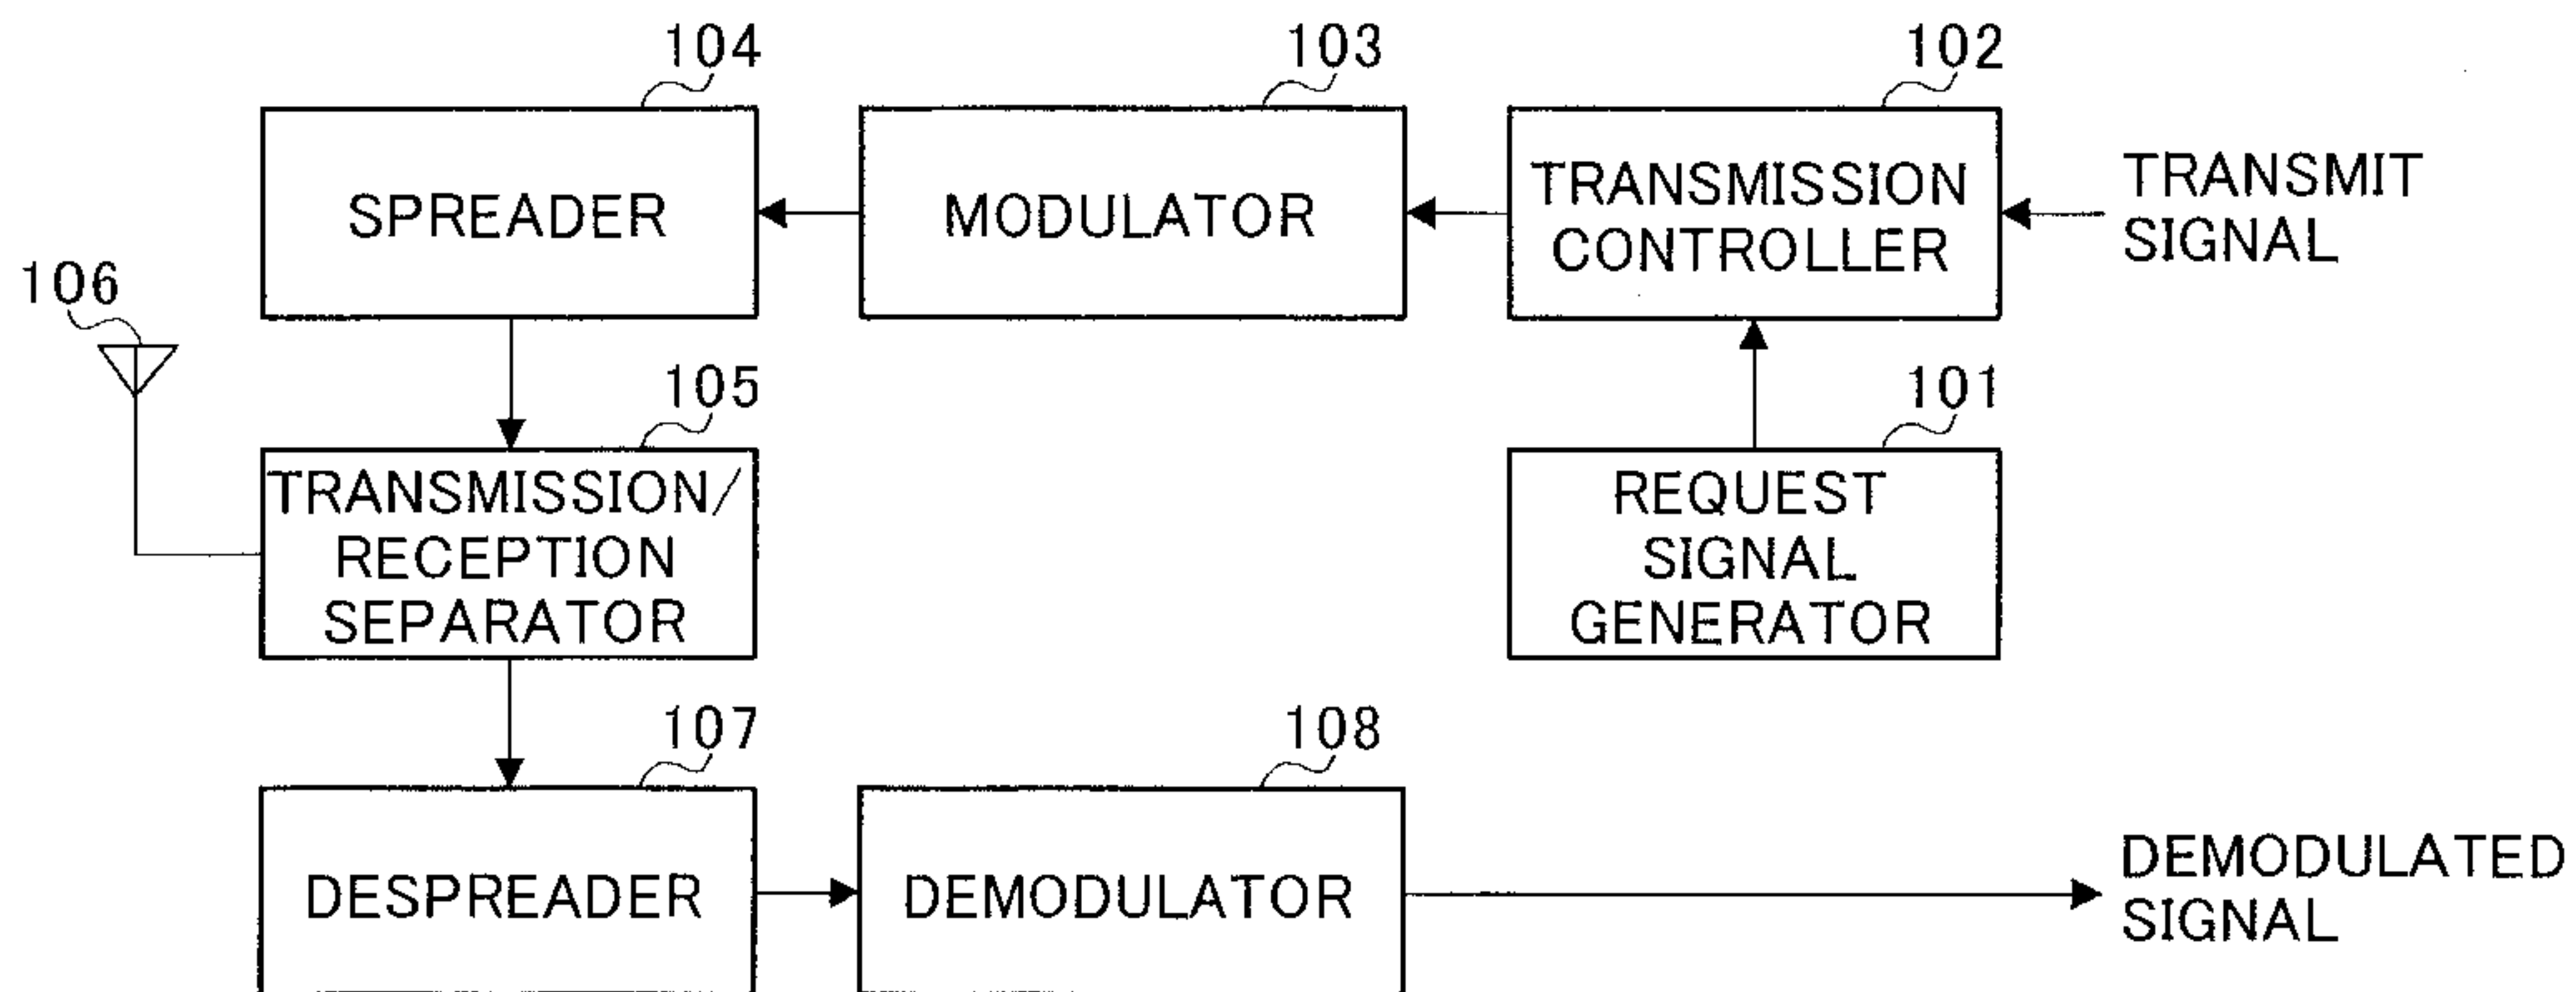 104
103
102
SPREADER
MODULATOR
TRANSMISSION
CONTROLLER
TRANSMIT
SIGNAL
106
105
101
TRANSMISSION/
RECEPTION
SEPARATOR
REQUEST
SIGNAL
GENERATOR
107
108
DESPREADER
DEMODULATOR
DEMODULATED
SIGNAL